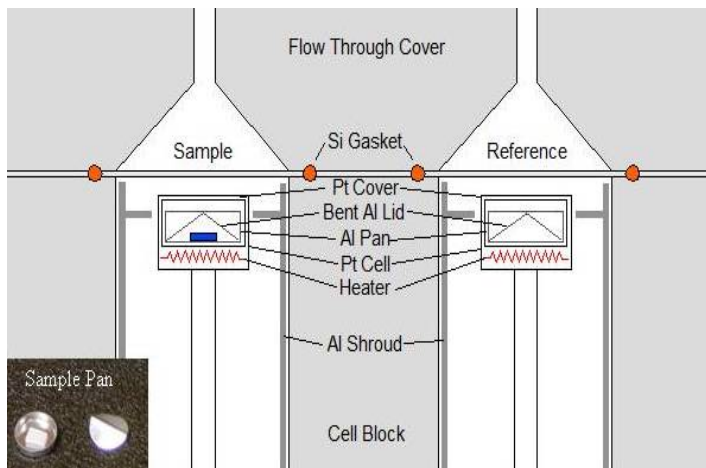 Flow Through Cover
Si Gasket
Sample
Reference
Pt Cover
Bent Al Lid
Al Pan
Pt Cell
Heater
Al Shroud
Sample Pan
Cell Block